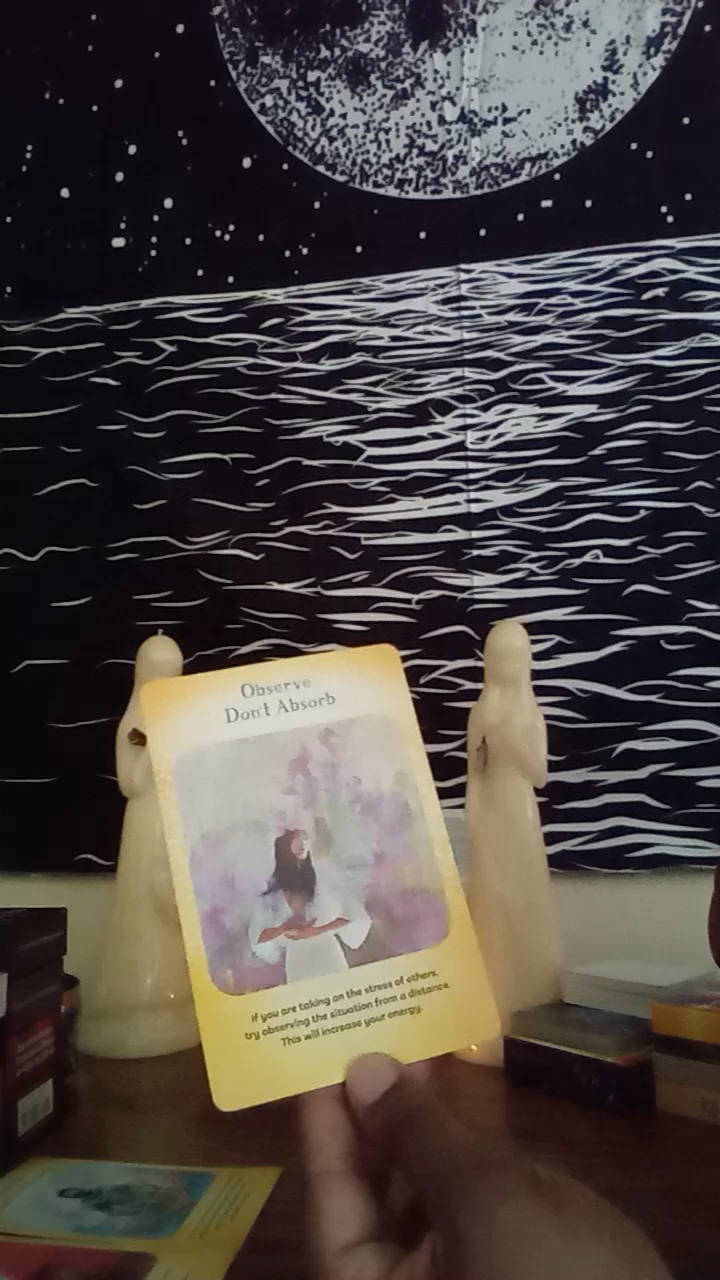 Observe
Don't Absorb
If you are taking on the stress of others,
try observing the situation from a distance.
This will increase your energy.